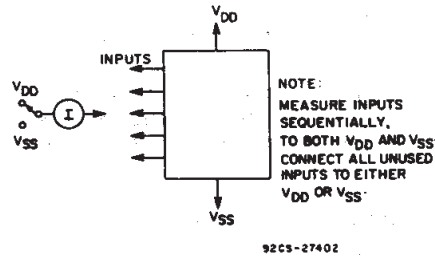 VDD
INPUTS
VDD
I
VSS
NOTE:
MEASURE INPUTS
SEQUENTIALLY,
TO BOTH VDD AND VSS.
CONNECT ALL UNUSED
INPUTS TO EITHER
VDD OR VSS.
VSS
92CS-27402